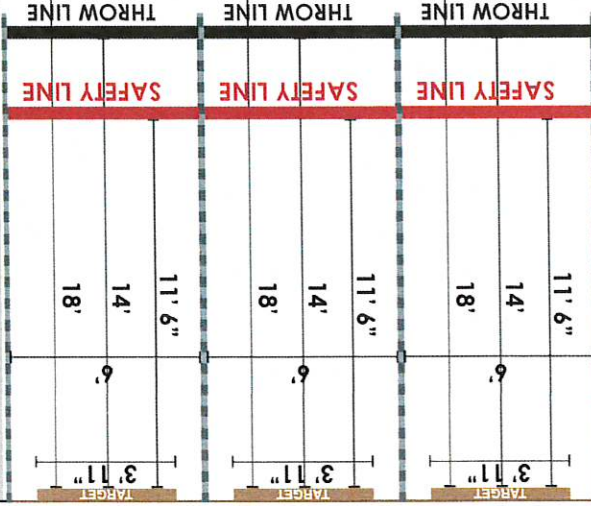 TARGET TARGET TARGET
3' 11" 3' 11" 3' 11"
6' 6' 6'
11' 6" 14' 18' 11' 6" 14' 18' 11' 6" 14' 18'
SAFETY LINE SAFETY LINE SAFETY LINE
THROW LINE THROW LINE THROW LINE